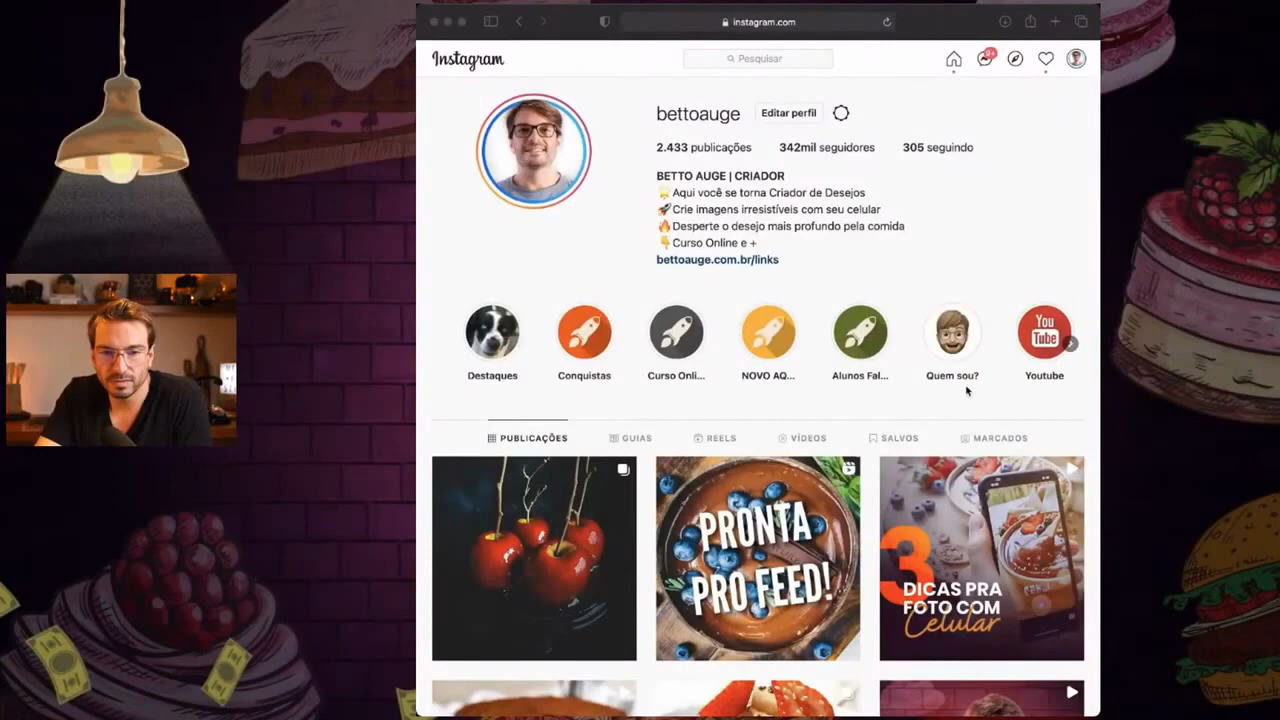 instagram.com
Instagram
Pesquisar
9+
bettoauge
Editar perfil
2.433 publicações 342mil seguidores 305 seguindo
BETTO AUGE | CRIADOR
Aqui você se torna Criador de Desejos
Crie imagens irresistíveis com seu celular
Desperte o desejo mais profundo pela comida
Curso Online e +
bettoauge.com.br/links
You
Tube
Destaques Conquistas Curso Onli... NOVO AQ... Alunos Fal... Quem sou? Youtube
PUBLICAÇÕES GUIAS REELS VÍDEOS SALVOS MARCADOS
PRONTA
PRO FEED!
3
DICAS PRA
FOTO COM
Celular